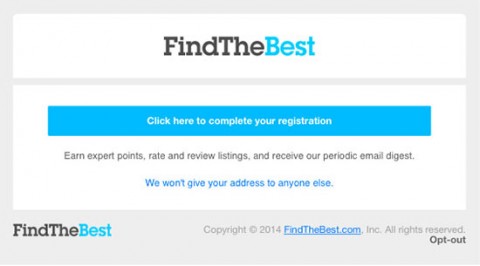 FindTheBest
Click here to complete your registration
Earn expert points, rate and review listings, and receive our periodic email digest.
We won't give your address to anyone else.
FindTheBest
Copyright © 2014 FindTheBest.com, Inc. All rights reserved.
Opt-out